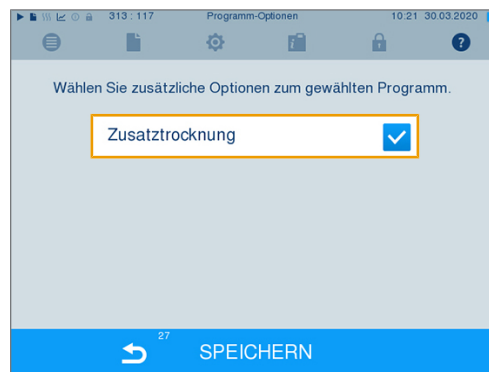 313 : 117 Programm-Optionen 10:21 30.03.2020
Wählen Sie zusätzliche Optionen zum gewählten Programm.
Zusatztrocknung
27
SPEICHERN